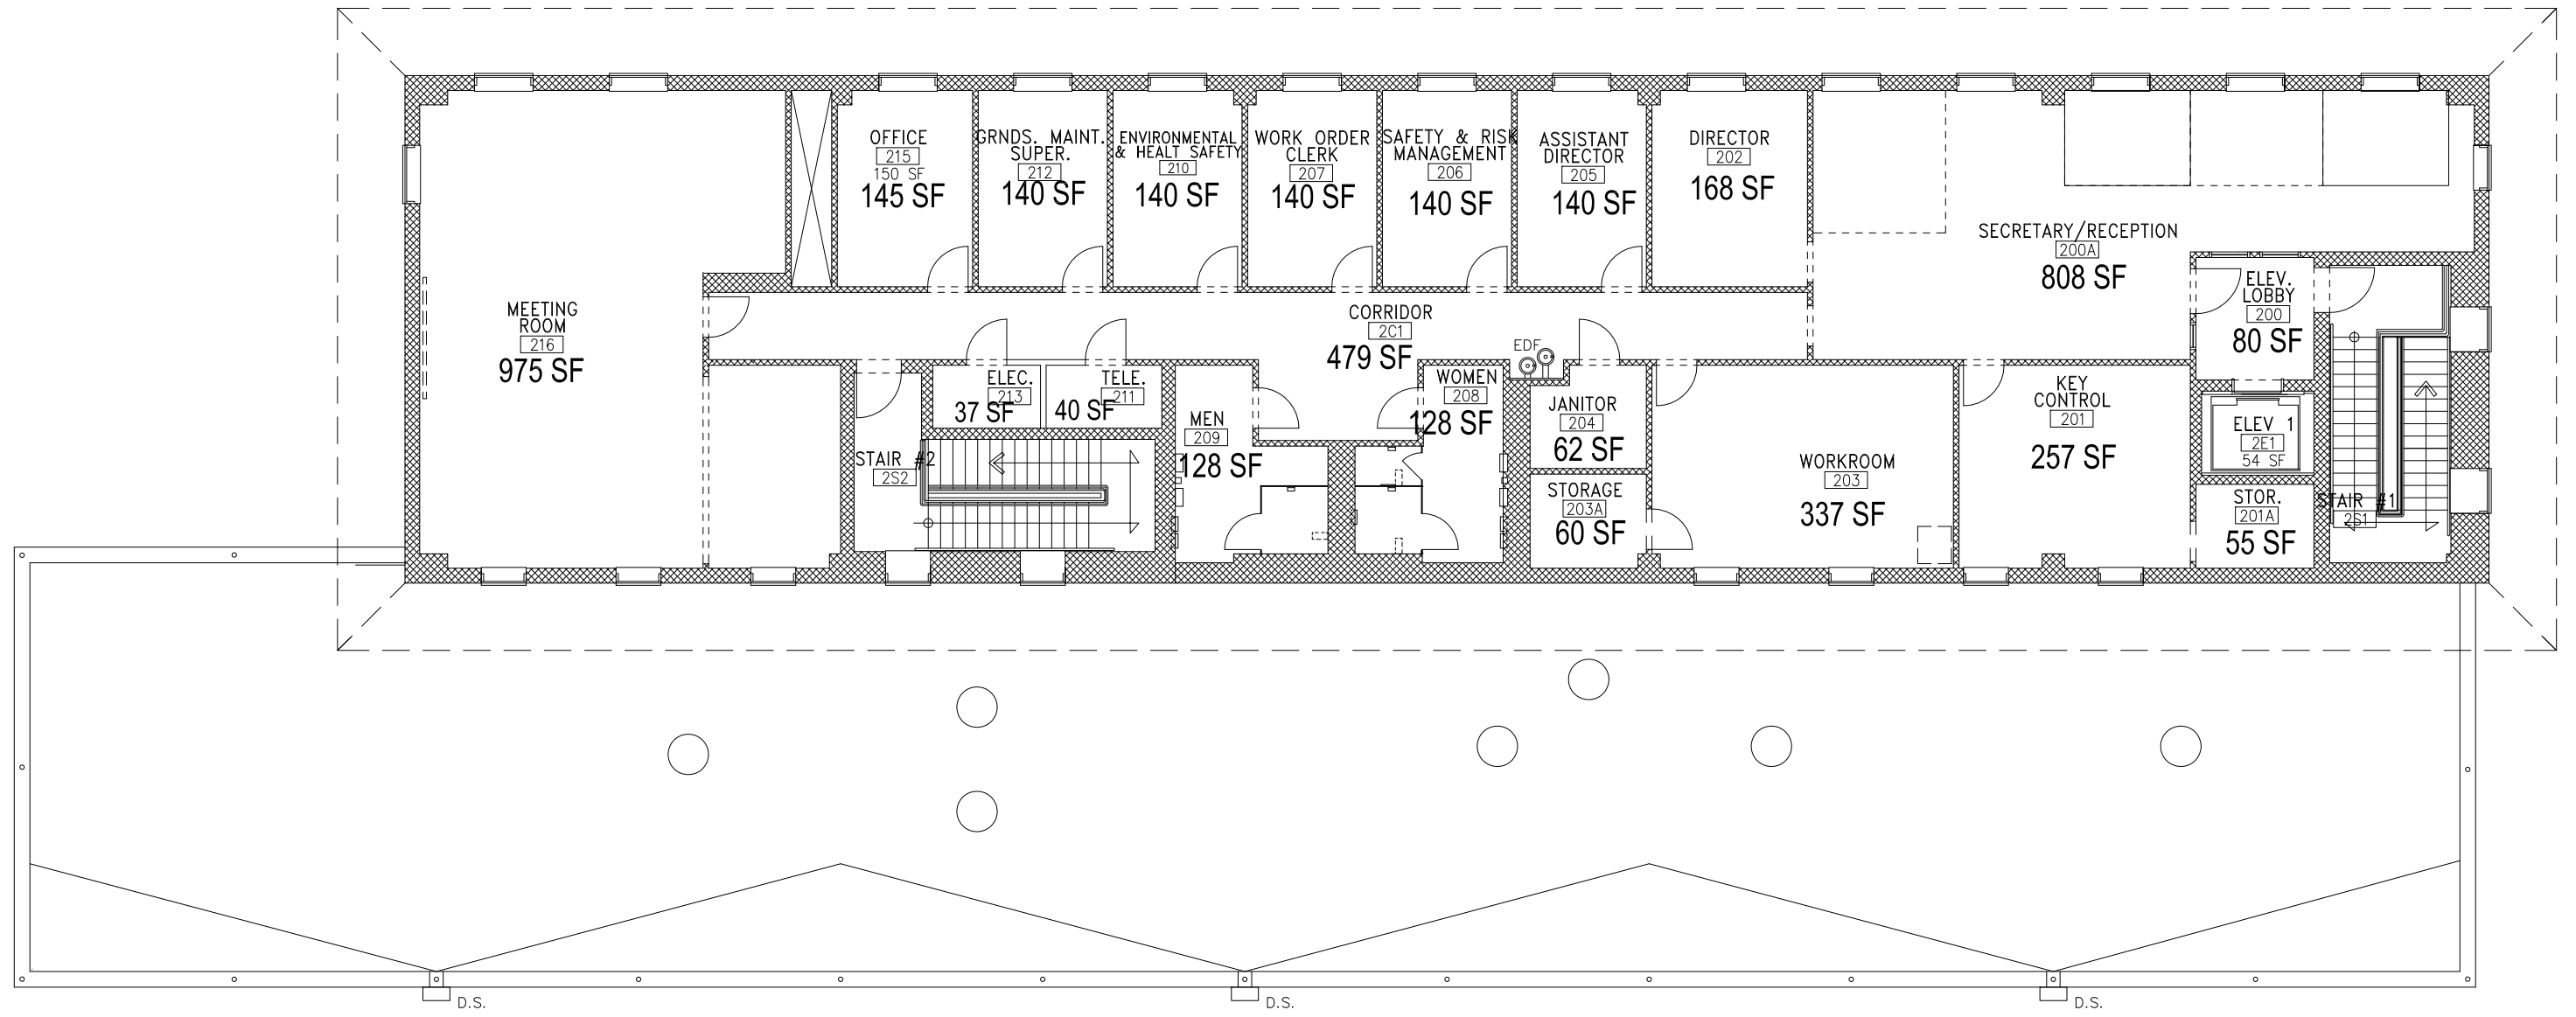 OFFICE
215
150 SF
145 SF
GRNDS. MAINT.
SUPER.
212
140 SF
ENVIRONMENTAL
& HEALT SAFETY
210
140 SF
WORK ORDER
CLERK
207
140 SF
SAFETY & RISK
MANAGEMENT
206
140 SF
ASSISTANT
DIRECTOR
205
140 SF
DIRECTOR
202
168 SF
SECRETARY/RECEPTION
200A
808 SF
ELEV.
LOBBY
200
80 SF
MEETING
ROOM
216
975 SF
CORRIDOR
2C1
479 SF
EDF
ELEC.
213
37 SF
TELE.
211
40 SF
MEN
209
128 SF
WOMEN
208
128 SF
JANITOR
204
62 SF
STORAGE
203A
60 SF
WORKROOM
203
337 SF
KEY
CONTROL
201
257 SF
ELEV 1
2E1
54 SF
STOR.
201A
55 SF
STAIR #2
2S2
STAIR #1
2S1
D.S.
D.S.
D.S.